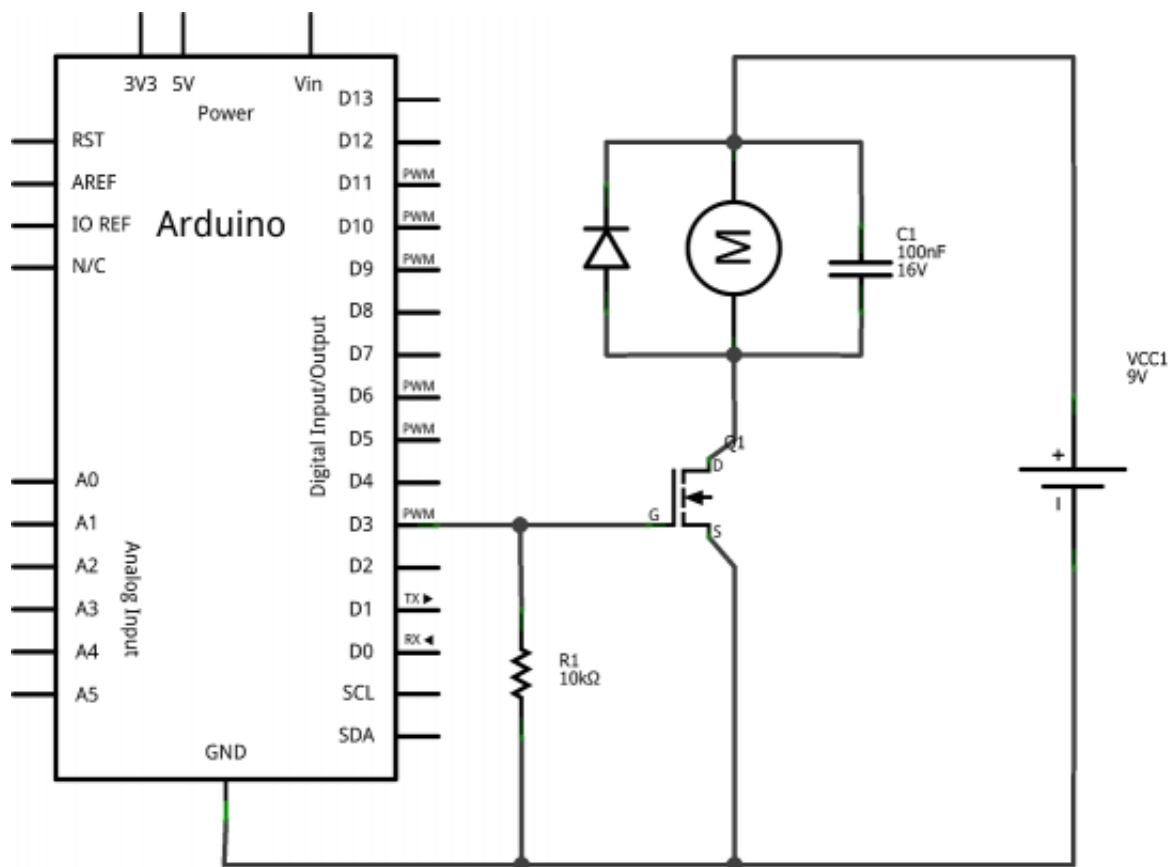 3V3 5V Vin
Power
RST
AREF
IO REF
N/C
Arduino
A0
A1
A2
A3
A4
A5
Analog Input
Digital Input/Output
D13
D12
D11 PWM
D10 PWM
D9 PWM
D8
D7
D6 PWM
D5 PWM
D4
D3 PWM
D2
D1 TX ▶
D0 RX ◀
SCL
SDA
GND
R1
10kΩ
M
C1
100nF
16V
Q1
D
G
S
VCC1
9V
+